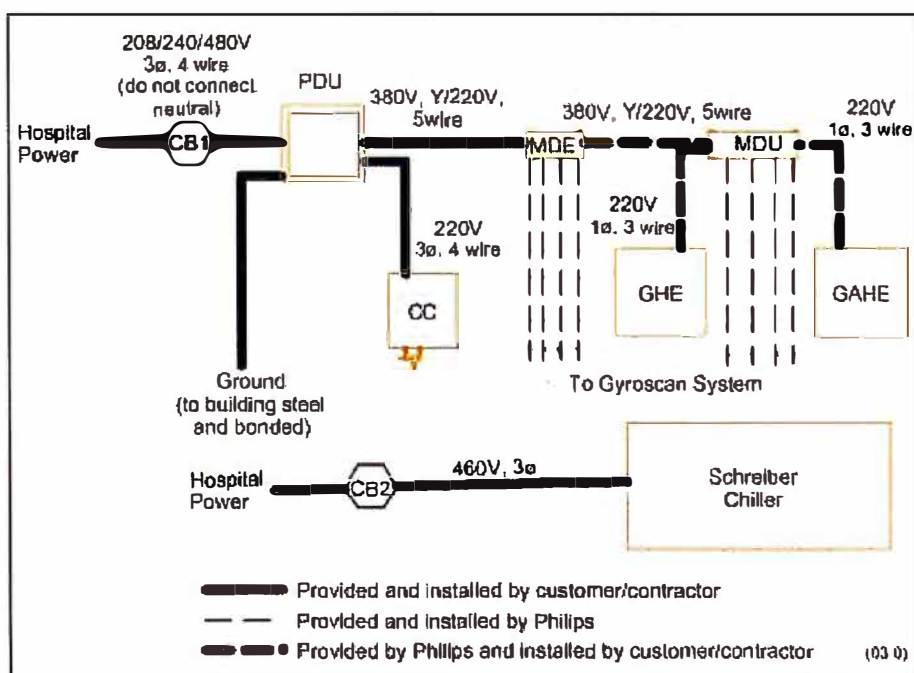 208/240/480V
3ø, 4 wire
(do not connect
neutral)
PDU
380V, Y/220V,
5wire
380V, Y/220V, 5wire
220V
1ø, 3 wire
Hospital
Power
CB1
MDE
MDU
220V
3ø, 4 wire
220V
1ø, 3 wire
CC
GHE
GAHE
Ground
(to building steel
and bonded)
To Gyroscan System
Hospital
Power
CB2
460V, 3ø
Schreiber
Chiller
Provided and installed by customer/contractor
Provided and installed by Philips
Provided by Philips and installed by customer/contractor
(03.0)